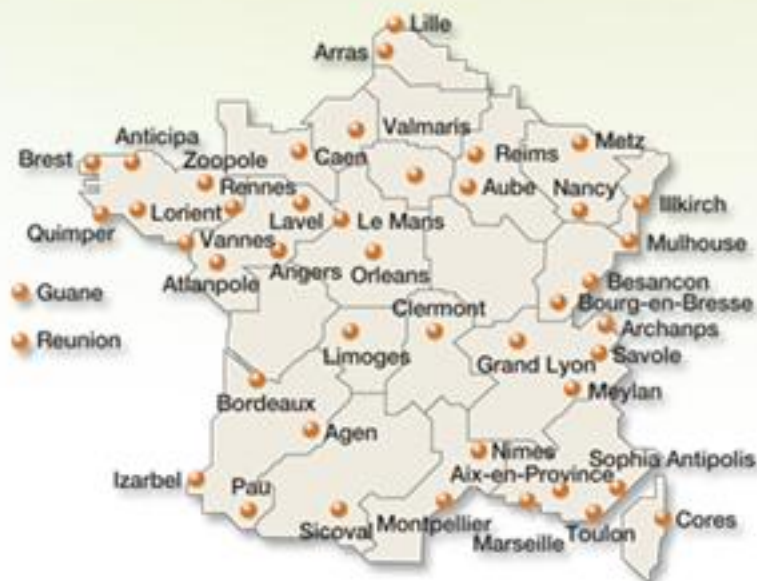 Lille
Arras
Valmaris
Metz
Anticipa
Brest
Zoopole
Caen
Reims
Rennes
Aube
Nancy
Illkirch
Lorient
Lavel
Le Mans
Quimper
Vannes
Mulhouse
Atlanpole
Angers
Orleans
Besancon
Guane
Clermont
Bourg-en-Bresse
Archanps
Reunion
Limoges
Grand Lyon
Savole
Meylan
Bordeaux
Agen
Nimes
Sophia Antipolis
Izarbel
Aix-en-Province
Pau
Sicoval
Montpellier
Cores
Toulon
Marseille